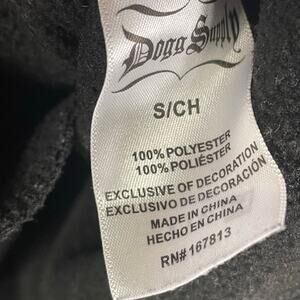 Dogg Supply
S/CH
100% POLYESTER
100% POLIÉSTER
EXCLUSIVE OF DECORATION
EXCLUSIVO DE DECORACIÓN
MADE IN CHINA
HECHO EN CHINA
RN# 167813